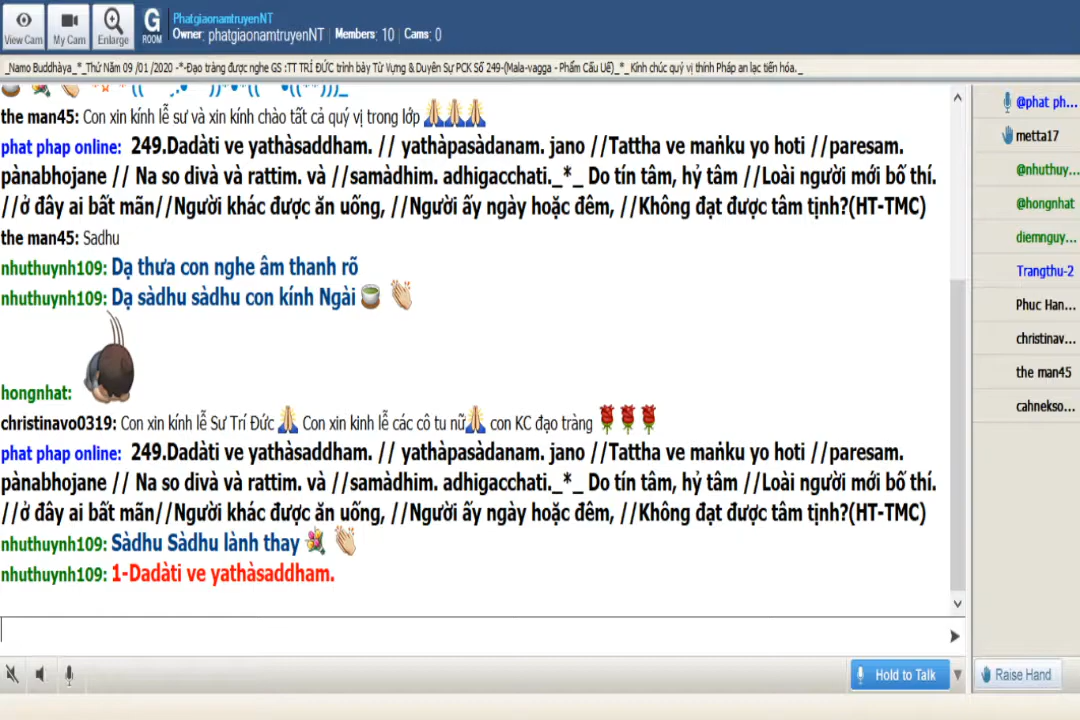 PhatgiaonamtruyenNT
View Cam My Cam Enlarge G ROOM Owner: phatgiaonamtruyenNT | Members: 10 | Cams: 0
_Namo Buddhàya_*_Thứ Năm 09 /01 /2020 -*-Đạo tràng được nghe GS :TT TRÍ ĐỨC trình bày Từ Vựng & Duyên Sự PCK Số 249-(Mala-vagga - Phẩm Cấu Uế)_*_ Kính chúc quý vị thính Pháp an lạc tiến hóa._
the man45: Con xin kính lễ sư và xin kính chào tất cả quý vị trong lớp
phat phap online: 249.Dadàti ve yathàsaddham. // yathàpasàdanam. jano //Tattha ve maṅku yo hoti //paresam.
pànabhojane // Na so divà và rattim. và //samàdhim. adhigacchati._*_ Do tín tâm, hỷ tâm //Loài người mới bố thí.
//ở đây ai bất mãn//Người khác được ăn uống, //Người ấy ngày hoặc đêm, //Không đạt được tâm tịnh?(HT-TMC)
the man45: Sadhu
nhuthuynh109: Dạ thưa con nghe âm thanh rõ
nhuthuynh109: Dạ sàdhu sàdhu con kính Ngài
hongnhat:
christinavo0319: Con xin kính lễ Sư Trí Đức Con xin kinh lễ các cô tu nữ con KC đạo tràng
phat phap online: 249.Dadàti ve yathàsaddham. // yathàpasàdanam. jano //Tattha ve maṅku yo hoti //paresam.
pànabhojane // Na so divà và rattim. và //samàdhim. adhigacchati._*_ Do tín tâm, hỷ tâm //Loài người mới bố thí.
//ở đây ai bất mãn//Người khác được ăn uống, //Người ấy ngày hoặc đêm, //Không đạt được tâm tịnh?(HT-TMC)
nhuthuynh109: Sàdhu Sàdhu lành thay
nhuthuynh109: 1-Dadàti ve yathàsaddham.
@phat ph...
metta17
@nhuthuy...
@hongnhat
diemnguy...
Trangthu-2
Phuc Han...
christinav...
the man45
cahnekso...
Hold to Talk
Raise Hand